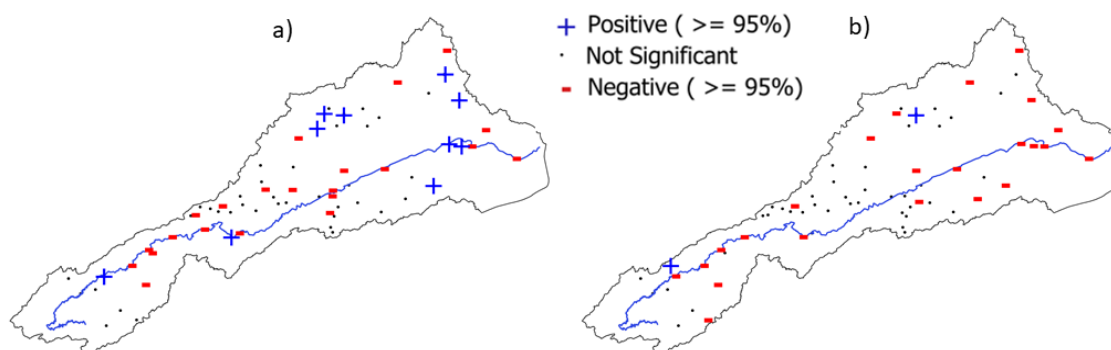 a)
Positive ( >= 95%)
Not Significant
Negative ( >= 95%)
b)